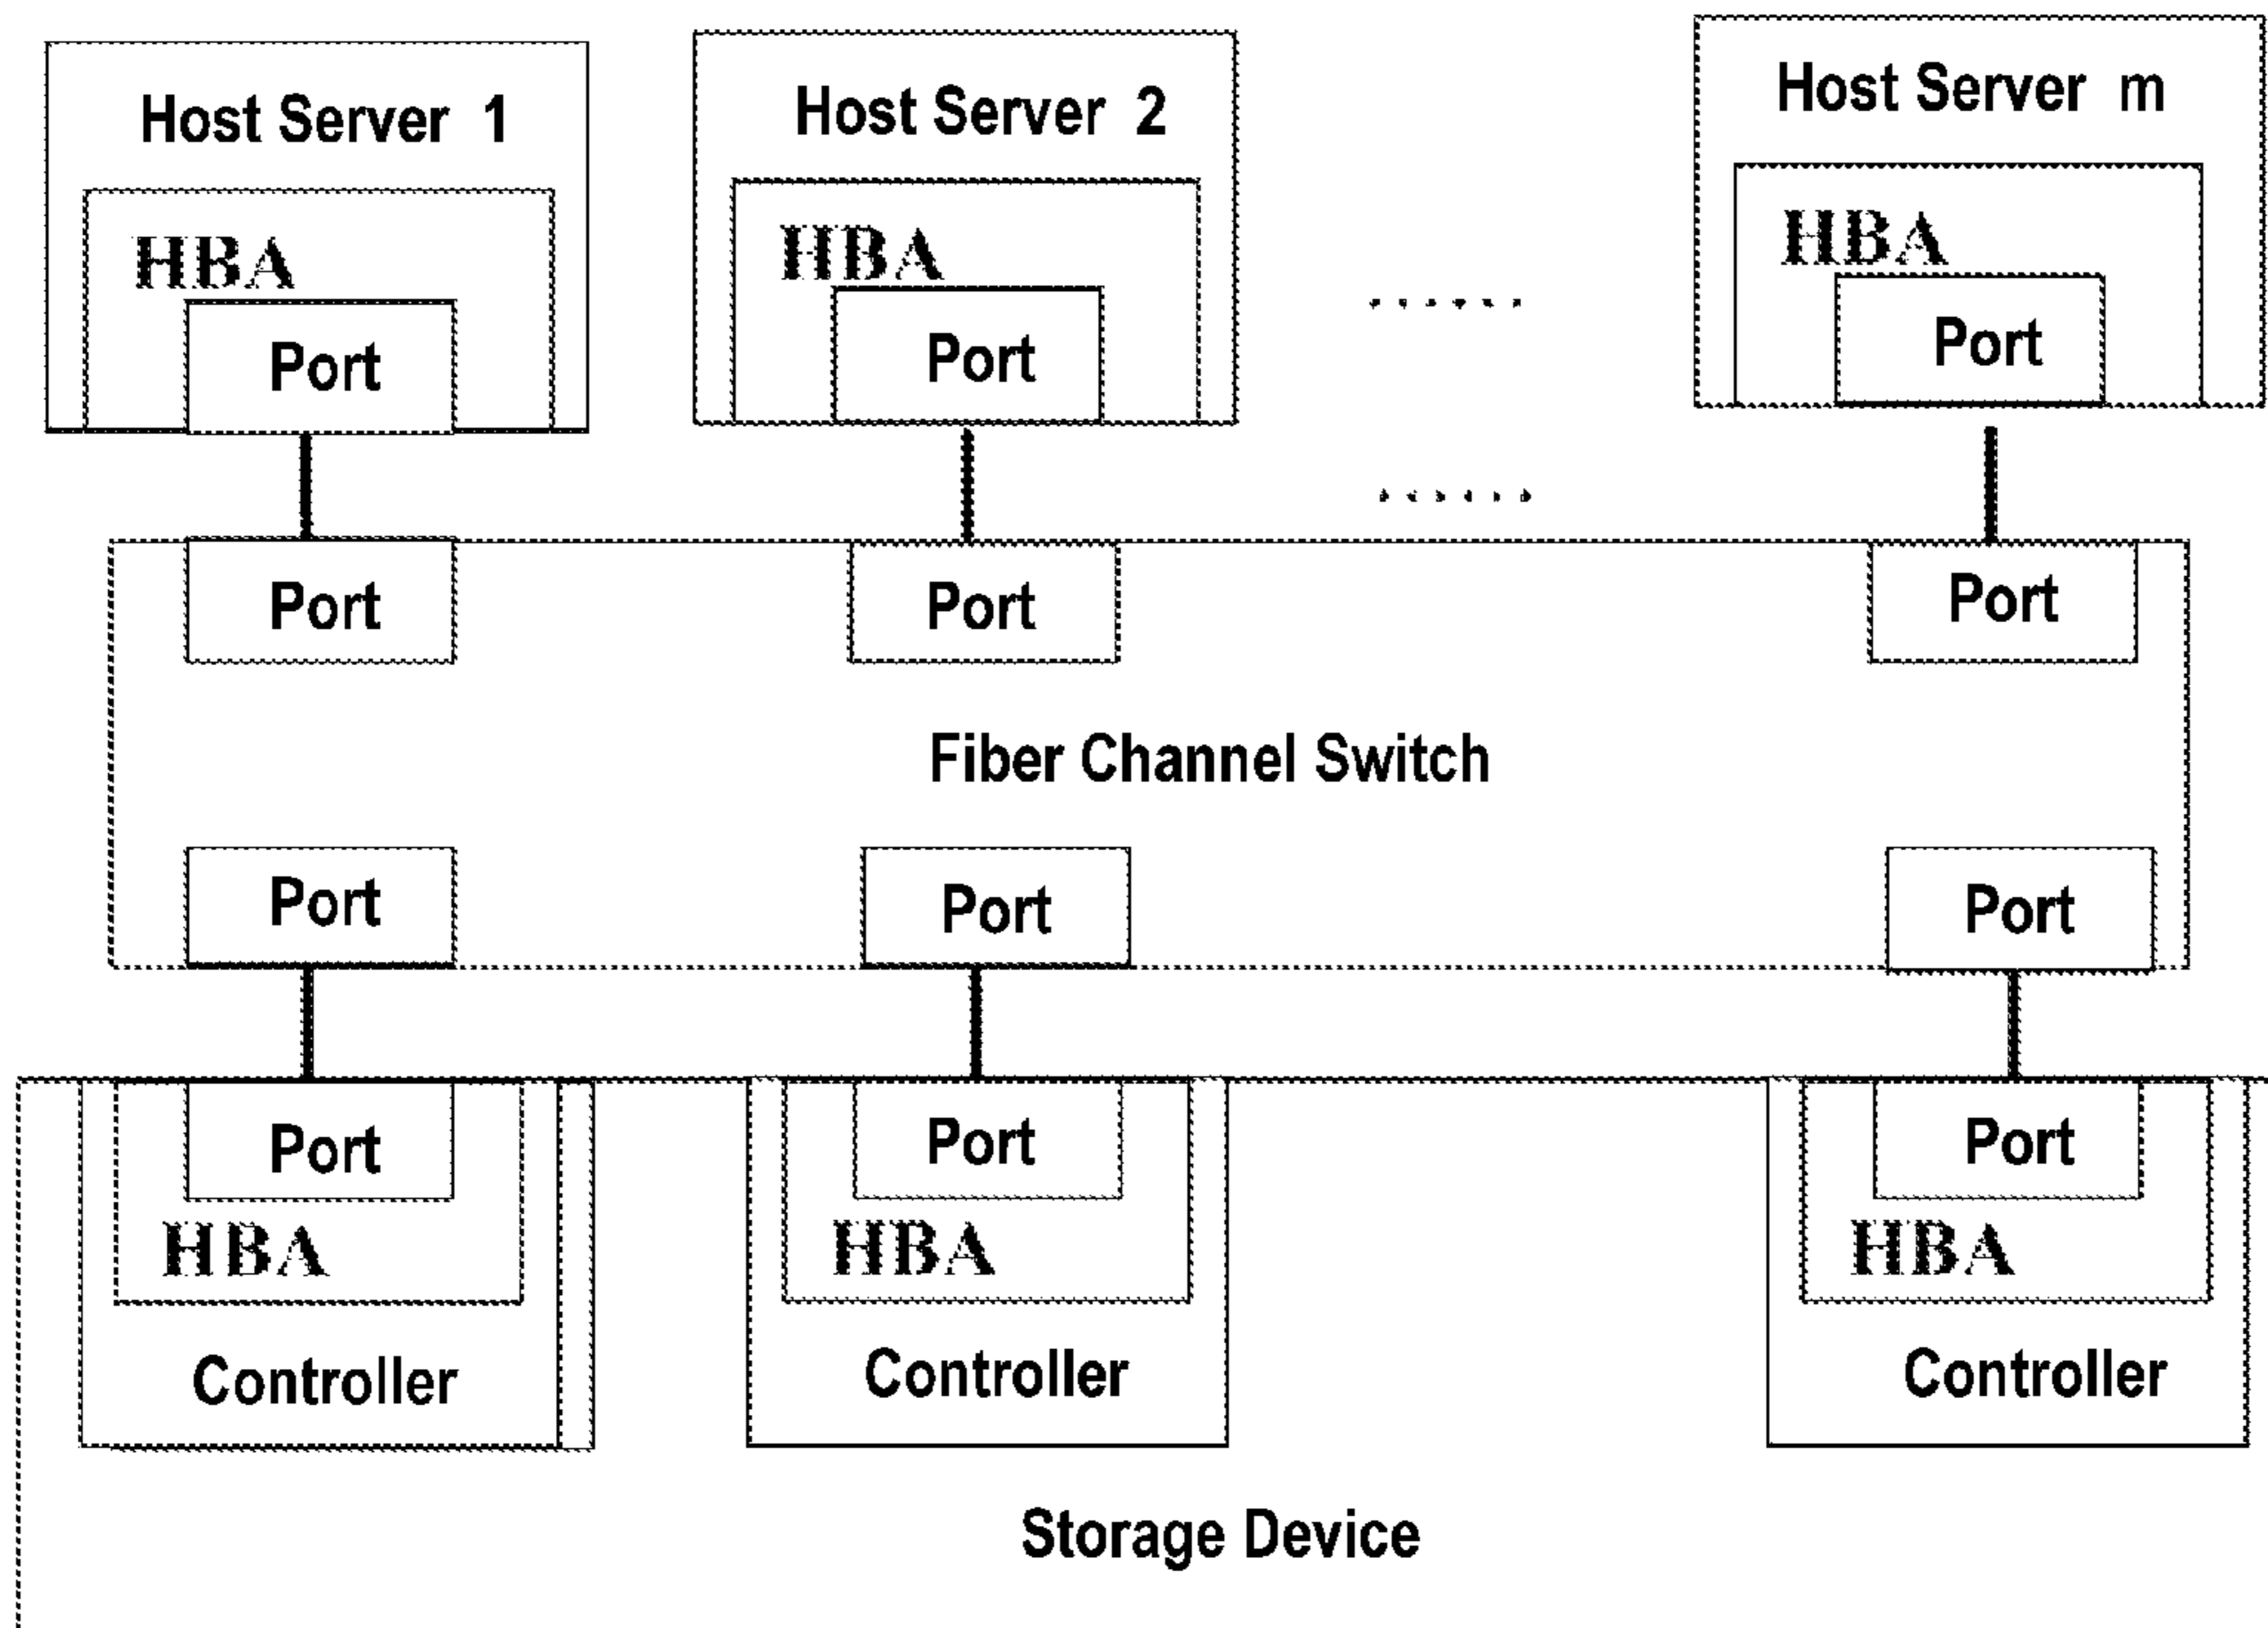 Host Server 1
Host Server 2
Host Server m
HBA
HBA
HBA
Port
Port
Port
......
......
Port
Port
Port
Fiber Channel Switch
Port
Port
Port
Port
Port
Port
HBA
HBA
HBA
Controller
Controller
Controller
Storage Device